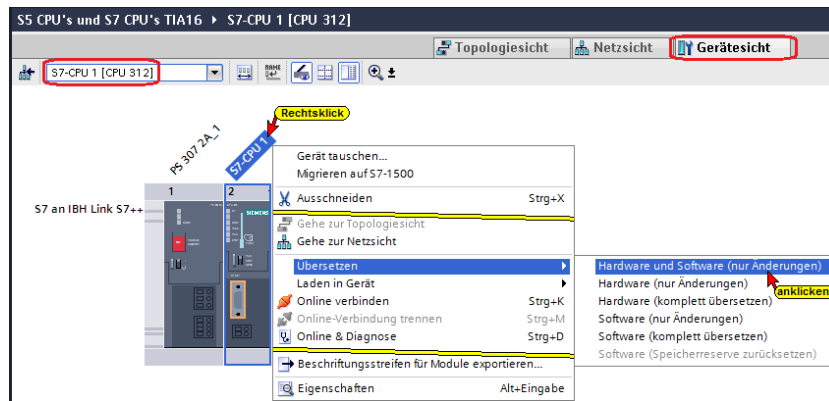 S5 CPU's und S7 CPU's TIA16 ▸ S7-CPU 1 [CPU 312]
Topologiesicht Netzsicht Gerätesicht
S7-CPU 1 [CPU 312]
Rechtsklick
PS 307 2A_1
S7-CPU 1
1 2
SIEMENS
S7 an IBH Link S7++
Gerät tauschen...
Migrieren auf S7-1500
Ausschneiden Strg+X
Gehe zur Topologiesicht
Gehe zur Netzsicht
Übersetzen
Laden in Gerät
Online verbinden Strg+K
Online-Verbindung trennen Strg+M
Online & Diagnose Strg+D
Beschriftungsstreifen für Module exportieren...
Eigenschaften Alt+Eingabe
Hardware und Software (nur Änderungen)
Hardware (nur Änderungen)
anklicken
Hardware (komplett übersetzen)
Software (nur Änderungen)
Software (komplett übersetzen)
Software (Speicherreserve zurücksetzen)